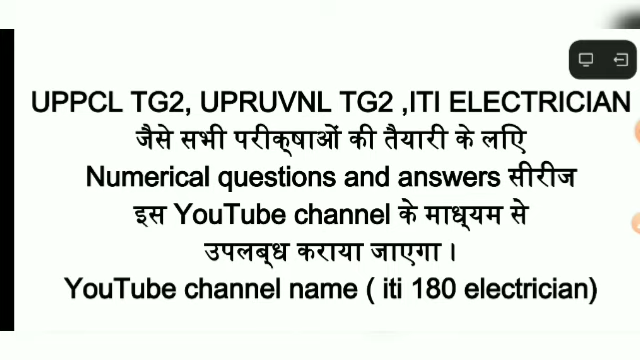 UPPCL TG2, UPRUVNL TG2 ,ITI ELECTRICIAN
जैसे सभी परीक्षाओं की तैयारी के लिए
Numerical questions and answers सीरीज
इस YouTube channel के माध्यम से
उपलब्ध कराया जाएगा ।
YouTube channel name ( iti 180 electrician)